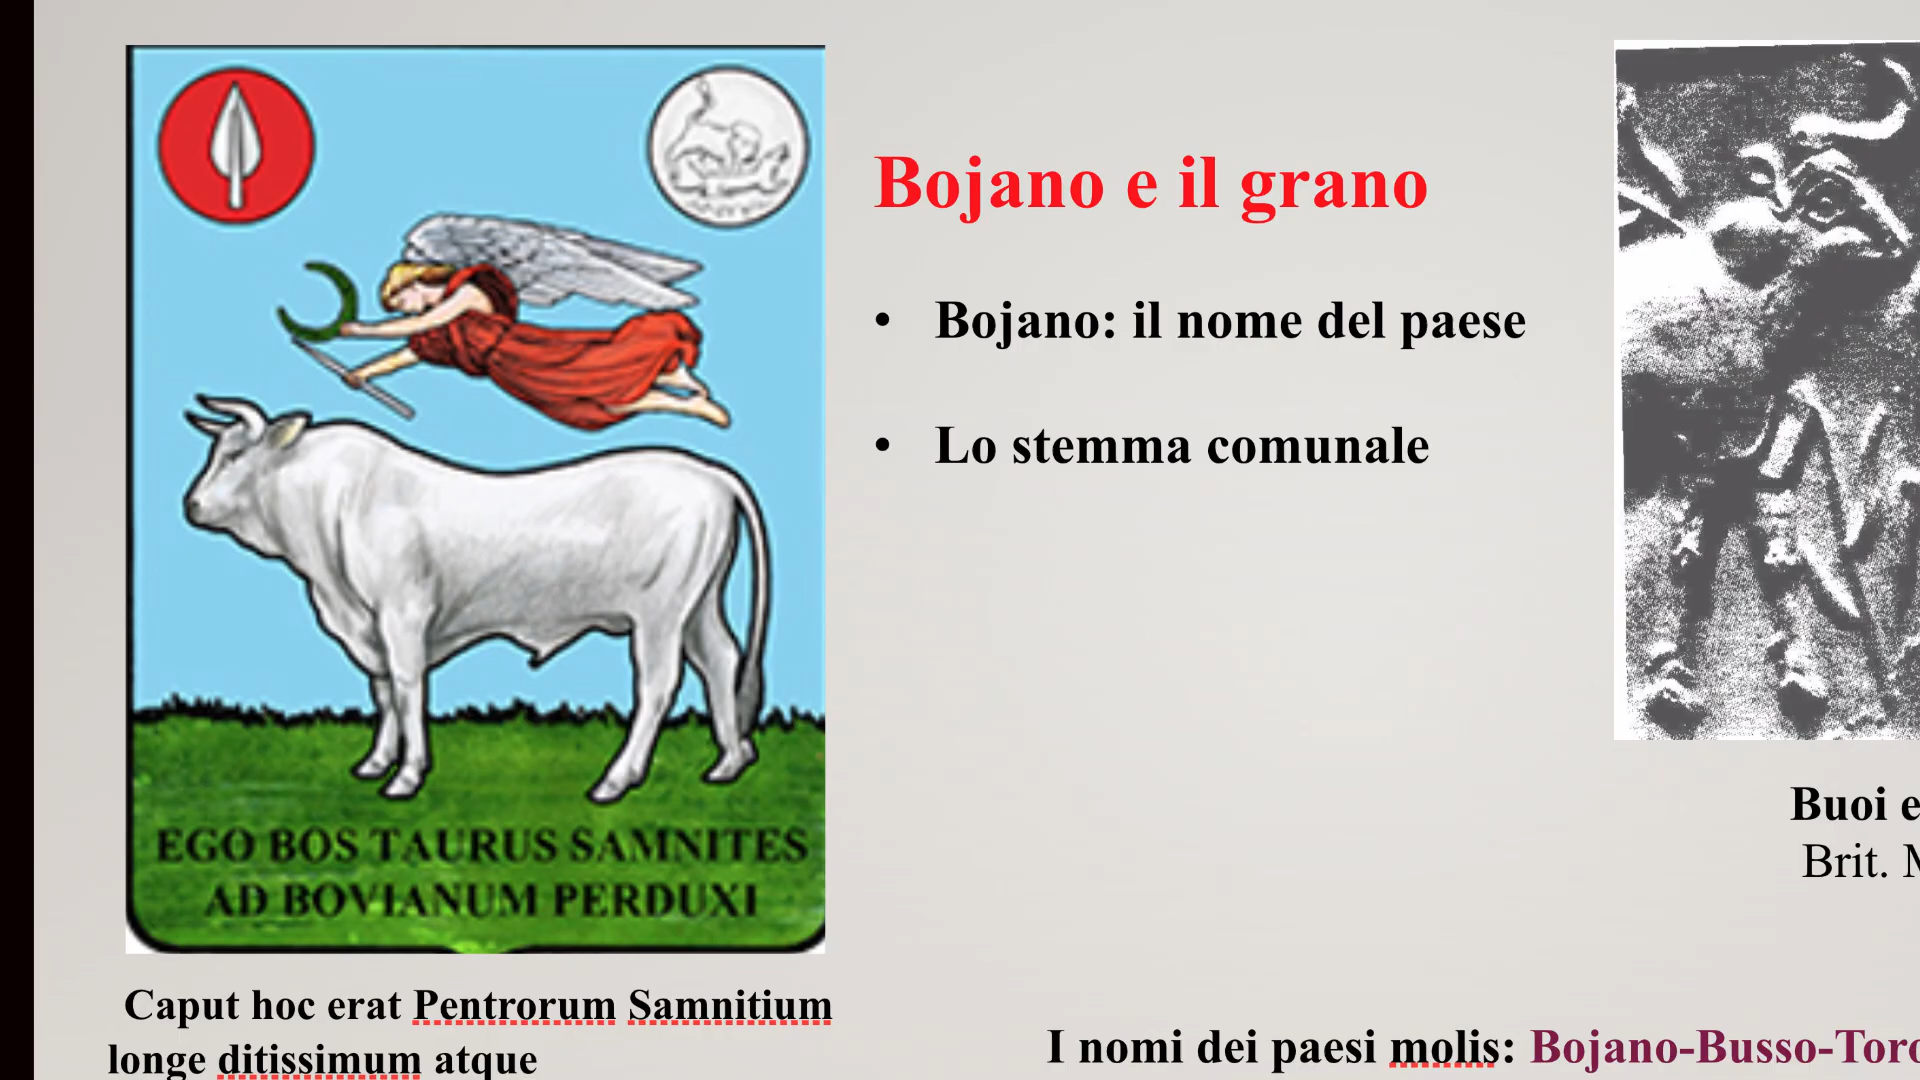 Bojano e il grano
• Bojano: il nome del paese
• Lo stemma comunale
EGO BOS TAURUS SAMNITES
AD BOVIANUM PERDUXI
Caput hoc erat Pentrorum Samnitium
longe ditissimum atque
Buoi e
Brit.
I nomi dei paesi molis: Bojano-Busso-Toro